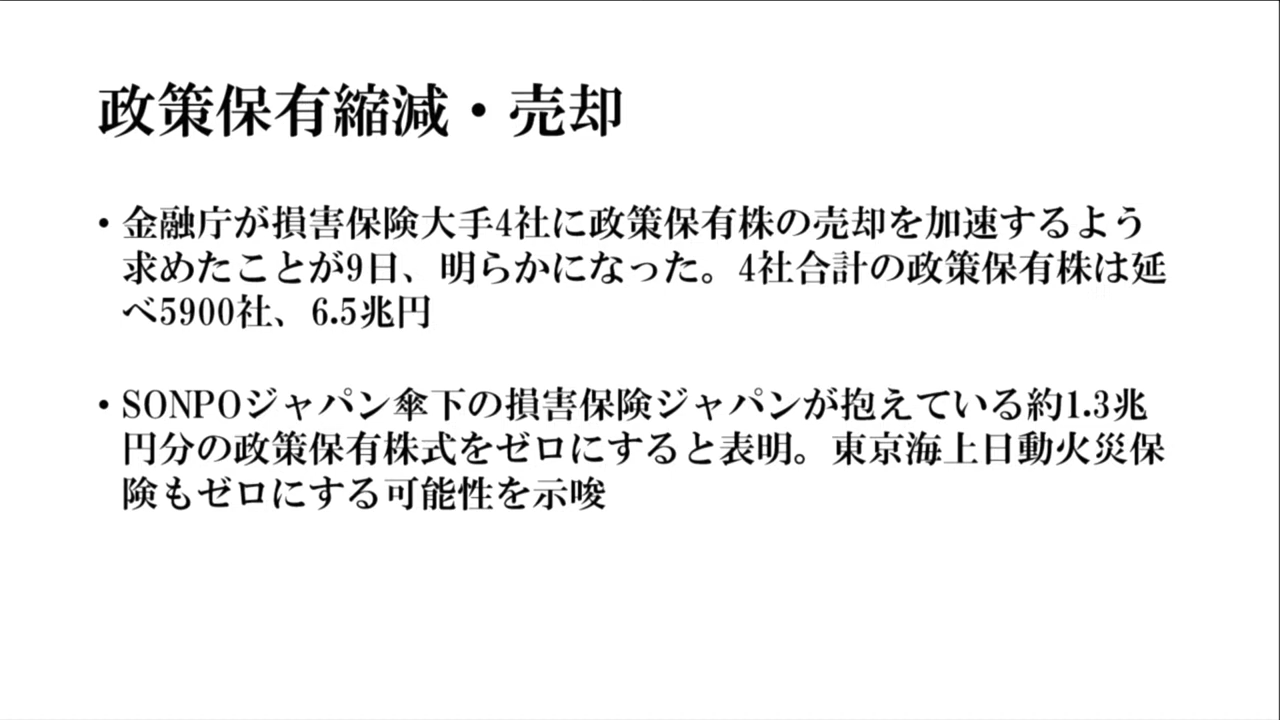 政策保有縮減・売却
• 金融庁が損害保険大手4社に政策保有株の売却を加速するよう
求めたことが9日、明らかになった。4社合計の政策保有株は延
べ5900社、6.5兆円
• SONPOジャパン傘下の損害保険ジャパンが抱えている約1.3兆
円分の政策保有株式をゼロにすると表明。東京海上日動火災保
険もゼロにする可能性を示唆